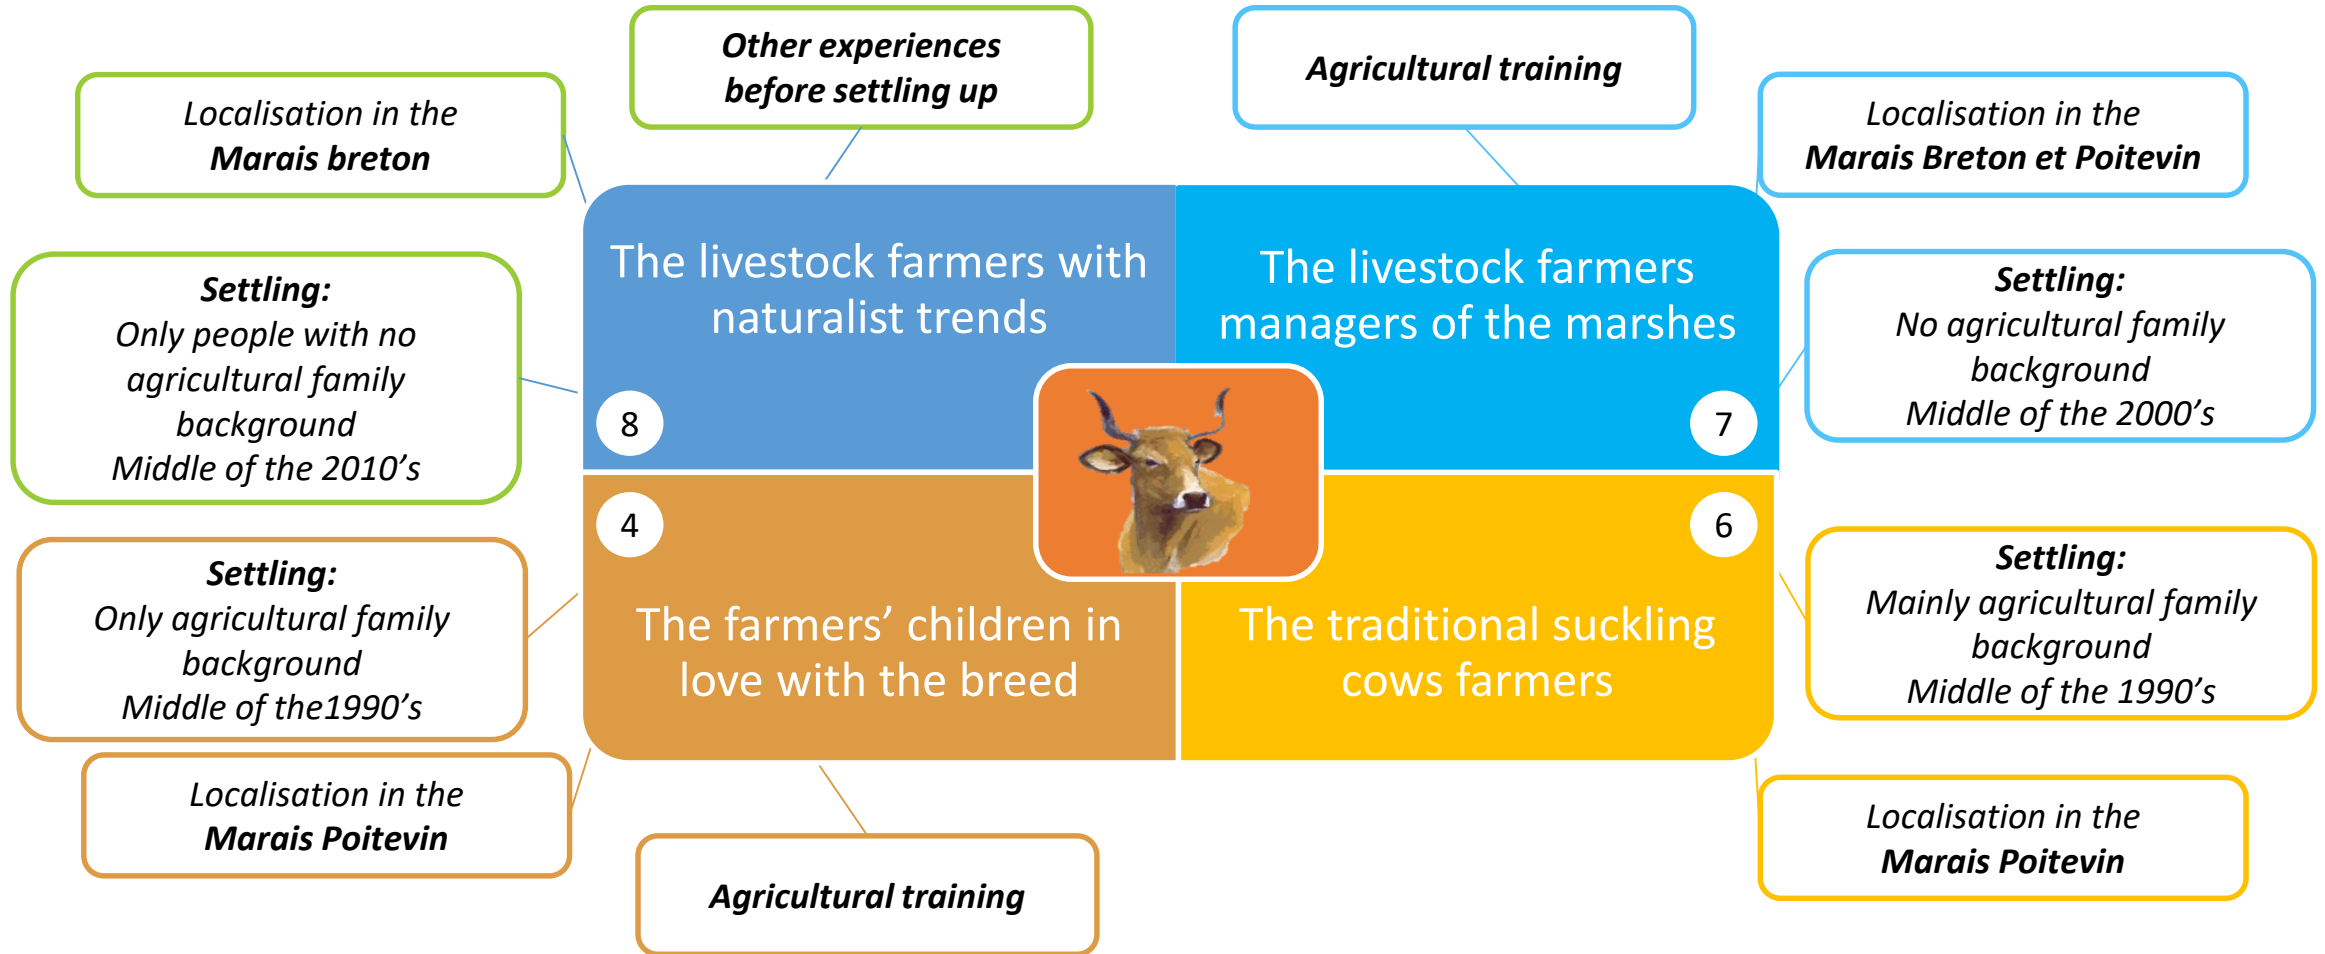 Other experiences
before settling up
Agricultural training
Localisation in the
Marais breton
Localisation in the
Marais Breton et Poitevin
The livestock farmers with
naturalist trends
The livestock farmers
managers of the marshes
Settling:
Only people with no
agricultural family
background
Middle of the 2010's
Settling:
No agricultural family
background
Middle of the 2000's
8
7
4
6
Settling:
Only agricultural family
background
Middle of the1990's
The farmers’ children in
love with the breed
The traditional suckling
cows farmers
Settling:
Mainly agricultural family
background
Middle of the 1990's
Localisation in the
Marais Poitevin
Localisation in the
Marais Poitevin
Agricultural training